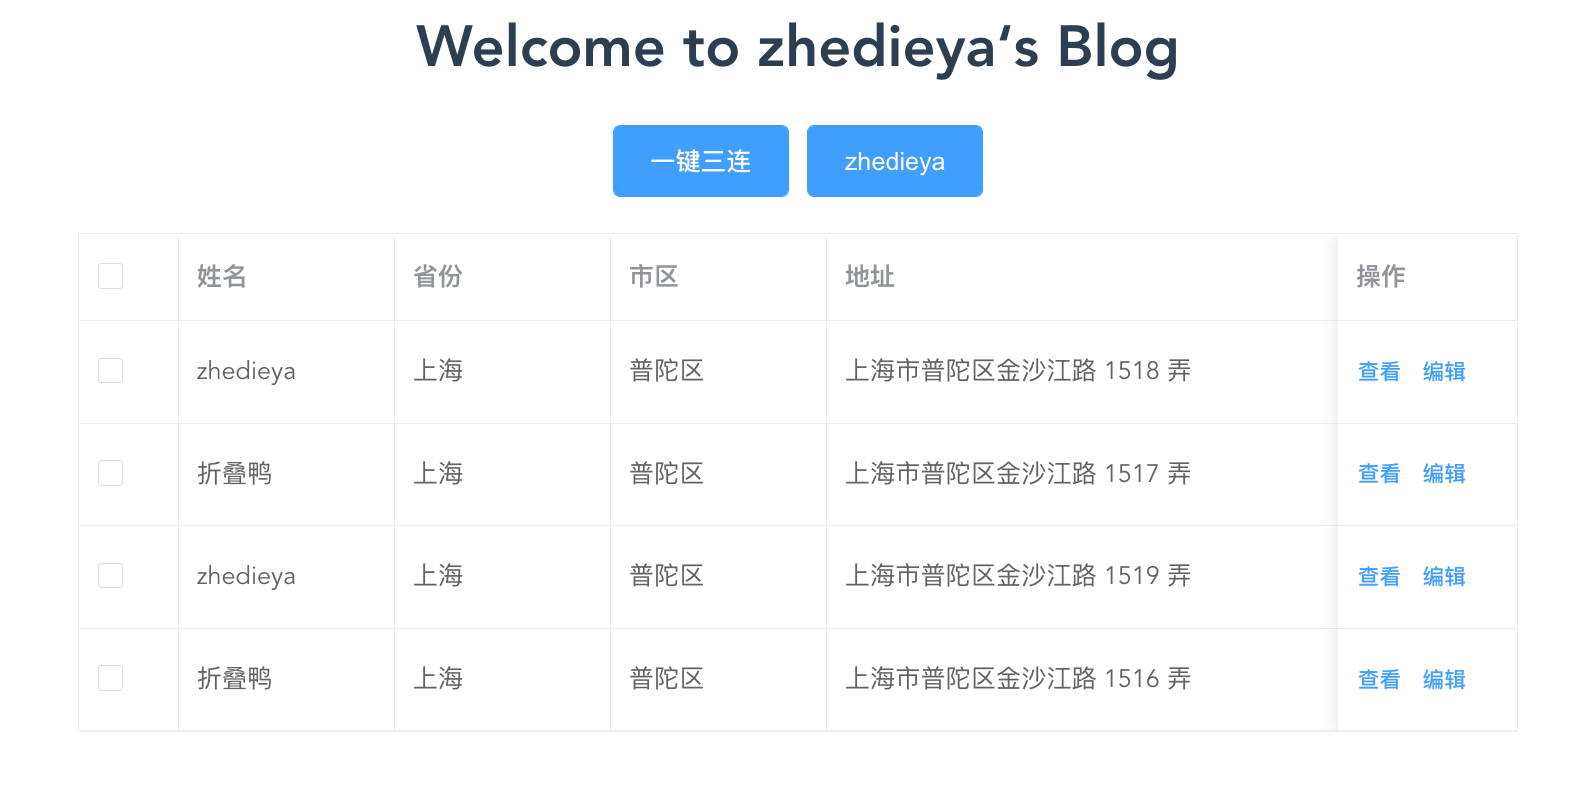 Welcome to zhedieya‘s Blog
一键三连 zhedieya
姓名 省份 市区 地址 操作
zhedieya 上海 普陀区 上海市普陀区金沙江路 1518 弄 查看 编辑
折叠鸭 上海 普陀区 上海市普陀区金沙江路 1517 弄 查看 编辑
zhedieya 上海 普陀区 上海市普陀区金沙江路 1519 弄 查看 编辑
折叠鸭 上海 普陀区 上海市普陀区金沙江路 1516 弄 查看 编辑